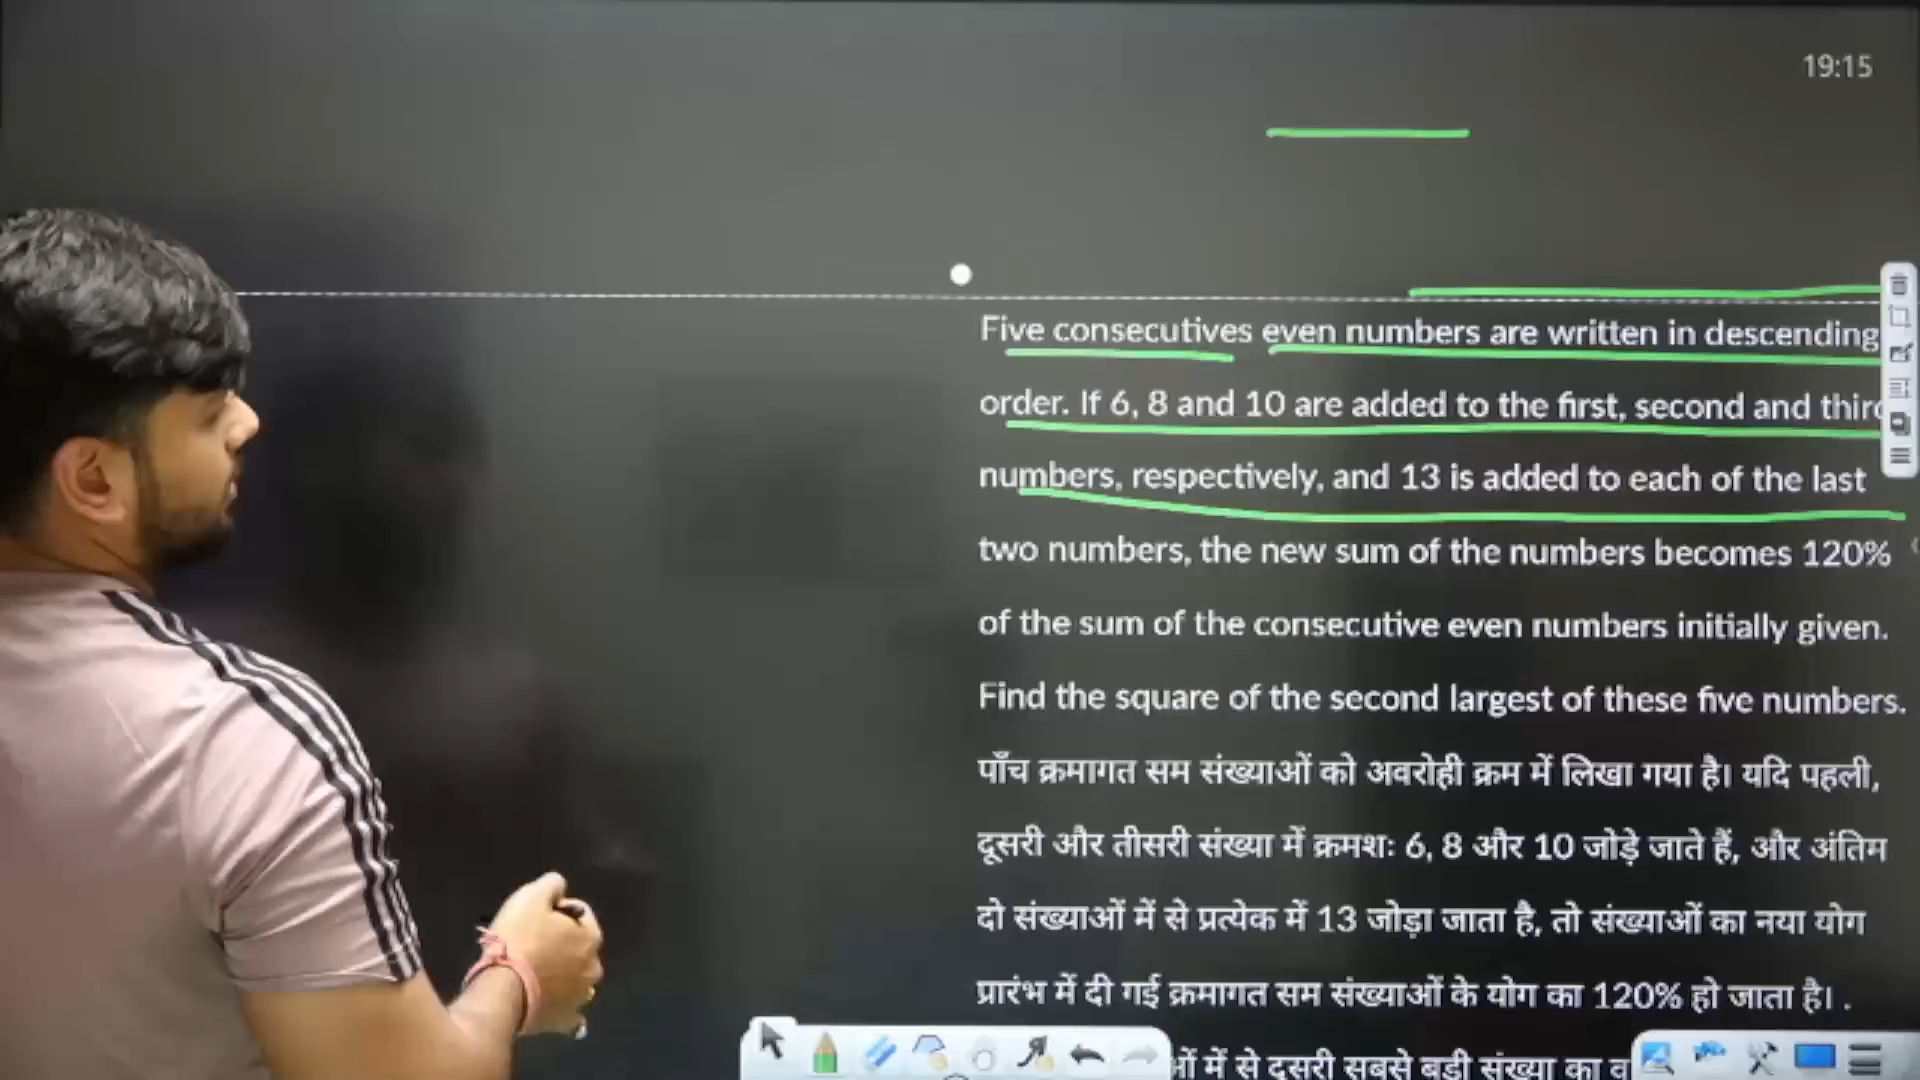 19:15
Five consecutives even numbers are written in descending
order. If 6, 8 and 10 are added to the first, second and third
numbers, respectively, and 13 is added to each of the last
two numbers, the new sum of the numbers becomes 120%
of the sum of the consecutive even numbers initially given.
Find the square of the second largest of these five numbers.
पाँच क्रमागत सम संख्याओं को अवरोही क्रम में लिखा गया है। यदि पहली,
दूसरी और तीसरी संख्या में क्रमशः 6, 8 और 10 जोड़े जाते हैं, और अंतिम
दो संख्याओं में से प्रत्येक में 13 जोड़ा जाता है, तो संख्याओं का नया योग
प्रारंभ में दी गई क्रमागत सम संख्याओं के योग का 120% हो जाता है। .
में से दूसरी सबसे बड़ी संख्या का